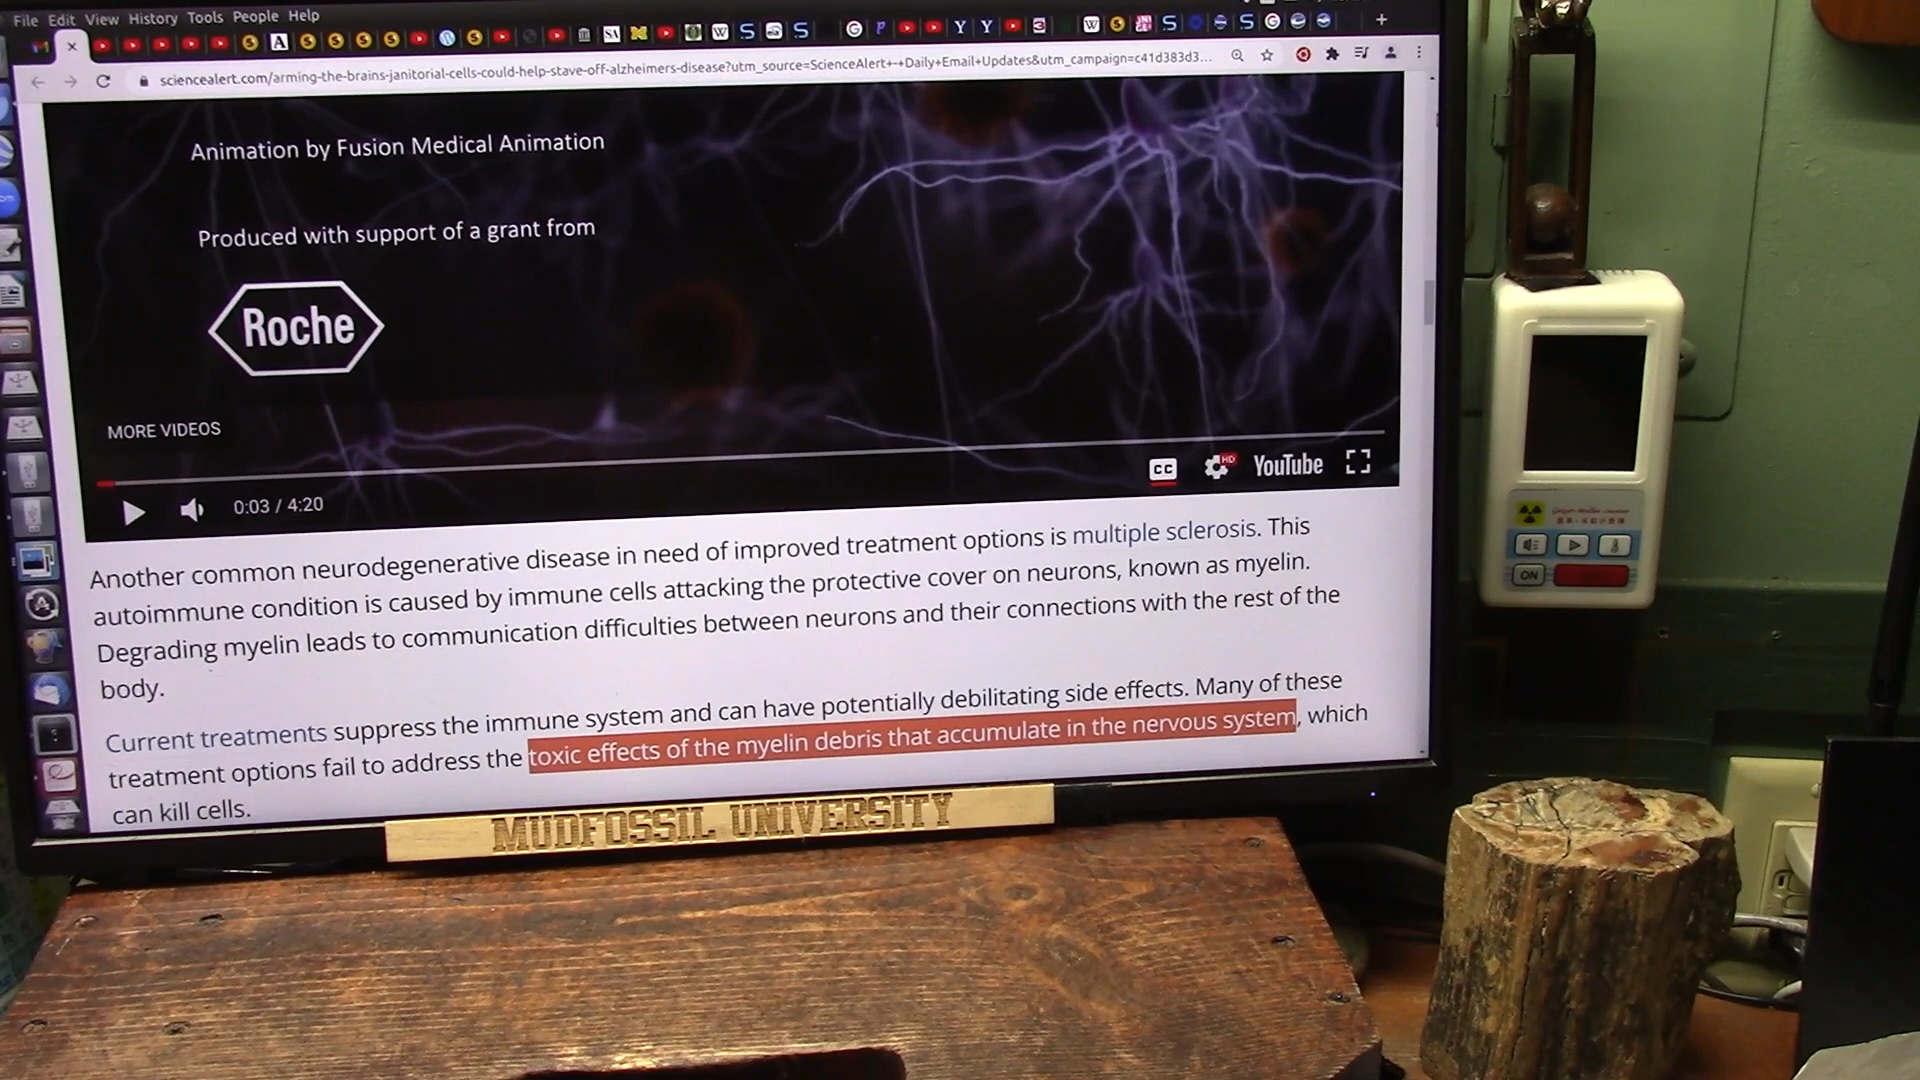 File Edit View History Tools People Help
sciencealert.com/arming-the-brains-janitorial-cells-could-help-stave-off-alzheimers-disease?utm_source=ScienceAlert+-+Daily+Email+Updates&utm_campaign=c41d383d3...
Animation by Fusion Medical Animation
Produced with support of a grant from
Roche
MORE VIDEOS
0:03 / 4:20
CC
HD
YouTube
Another common neurodegenerative disease in need of improved treatment options is multiple sclerosis. This
autoimmune condition is caused by immune cells attacking the protective cover on neurons, known as myelin.
Degrading myelin leads to communication difficulties between neurons and their connections with the rest of the
body.
Current treatments suppress the immune system and can have potentially debilitating side effects. Many of these
treatment options fail to address the toxic effects of the myelin debris that accumulate in the nervous system, which
can kill cells.
MUDFOSSIL UNIVERSITY
ON